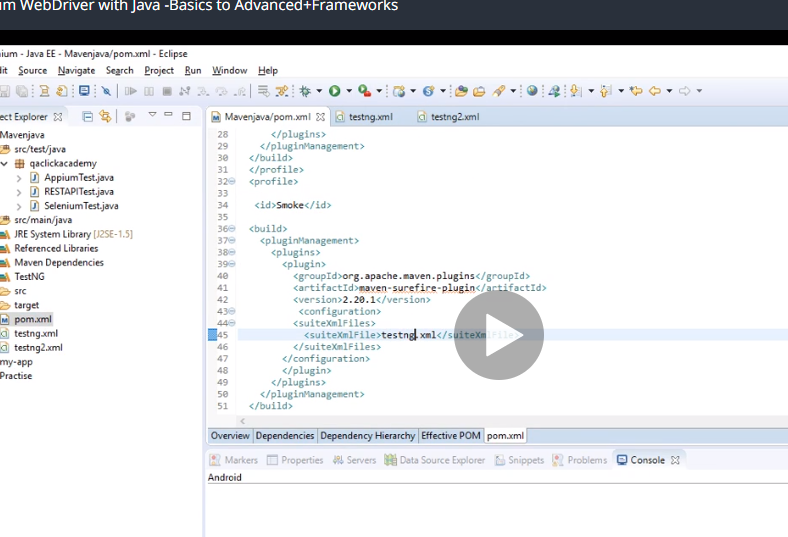 um WebDriver with Java -Basics to Advanced+Frameworks
nium - Java EE - Mavenjava/pom.xml - Eclipse
dit Source Navigate Search Project Run Window Help
ect Explorer
Mavenjava/pom.xml testng.xml testng2.xml
Mavenjava
src/test/java
qaclickacademy
AppiumTest.java
RESTAPITest.java
SeleniumTest.java
src/main/java
JRE System Library [J2SE-1.5]
Referenced Libraries
Maven Dependencies
TestNG
src
target
pom.xml
testng.xml
testng2.xml
my-app
Practise
28 </plugins>
29 </pluginManagement>
30 </build>
31 </profile>
32 <profile>
33
34 <id>Smoke</id>
35
36 <build>
37 <pluginManagement>
38 <plugins>
39 <plugin>
40 <groupId>org.apache.maven.plugins</groupId>
41 <artifactId>maven-surefire-plugin</artifactId>
42 <version>2.20.1</version>
43 <configuration>
44 <suiteXmlFiles>
45 <suiteXmlFile>testng.xml</suiteXmlFile>
46 </suiteXmlFiles>
47 </configuration>
48 </plugin>
49 </plugins>
50 </pluginManagement>
51 </build>
Overview Dependencies Dependency Hierarchy Effective POM pom.xml
Markers Properties Servers Data Source Explorer Snippets Problems Console
Android